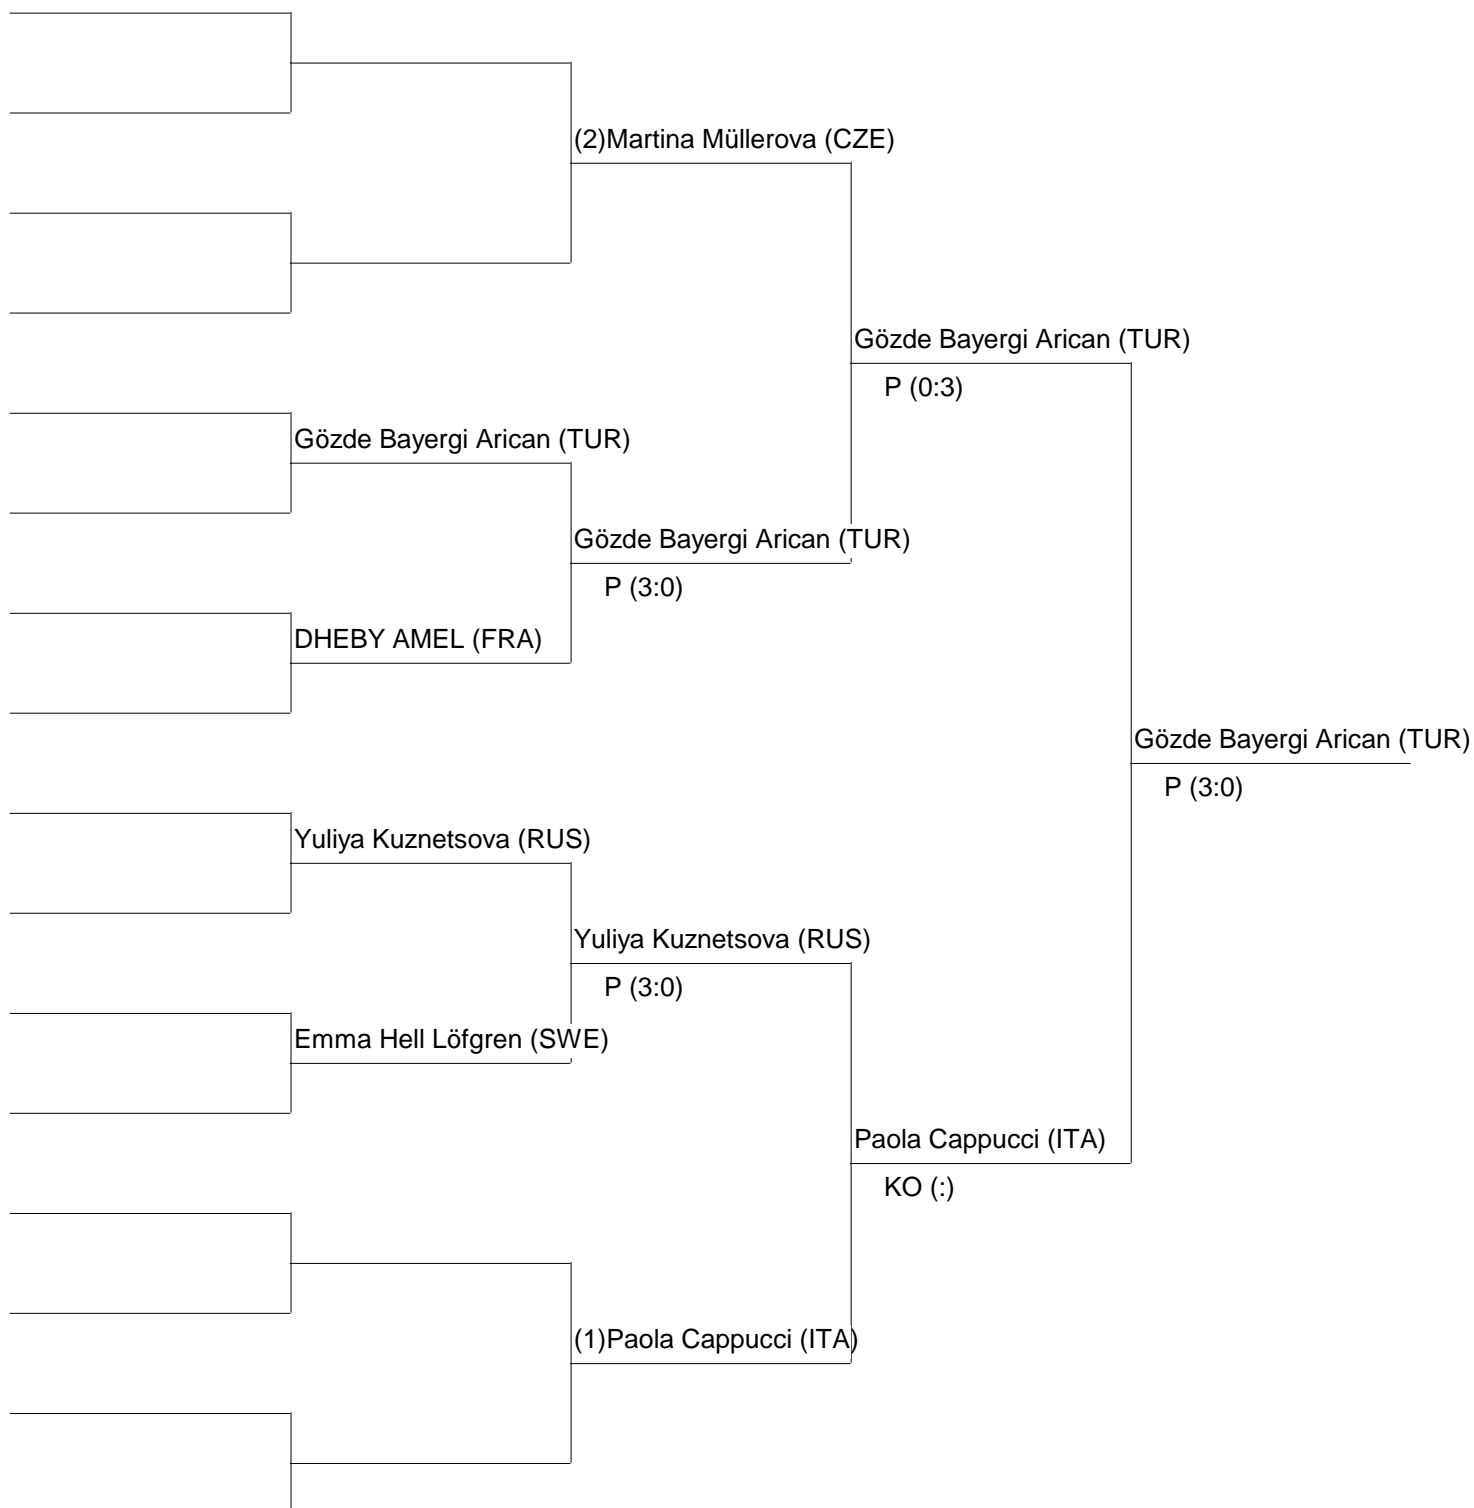 (2)Martina Müllerova (CZE)
Gözde Bayergi Arican (TUR)
P (0:3)
Gözde Bayergi Arican (TUR)
Gözde Bayergi Arican (TUR)
P (3:0)
DHEBY AMEL (FRA)
Gözde Bayergi Arican (TUR)
P (3:0)
Yuliya Kuznetsova (RUS)
Yuliya Kuznetsova (RUS)
P (3:0)
Emma Hell Löfgren (SWE)
Paola Cappucci (ITA)
KO (:)
(1)Paola Cappucci (ITA)